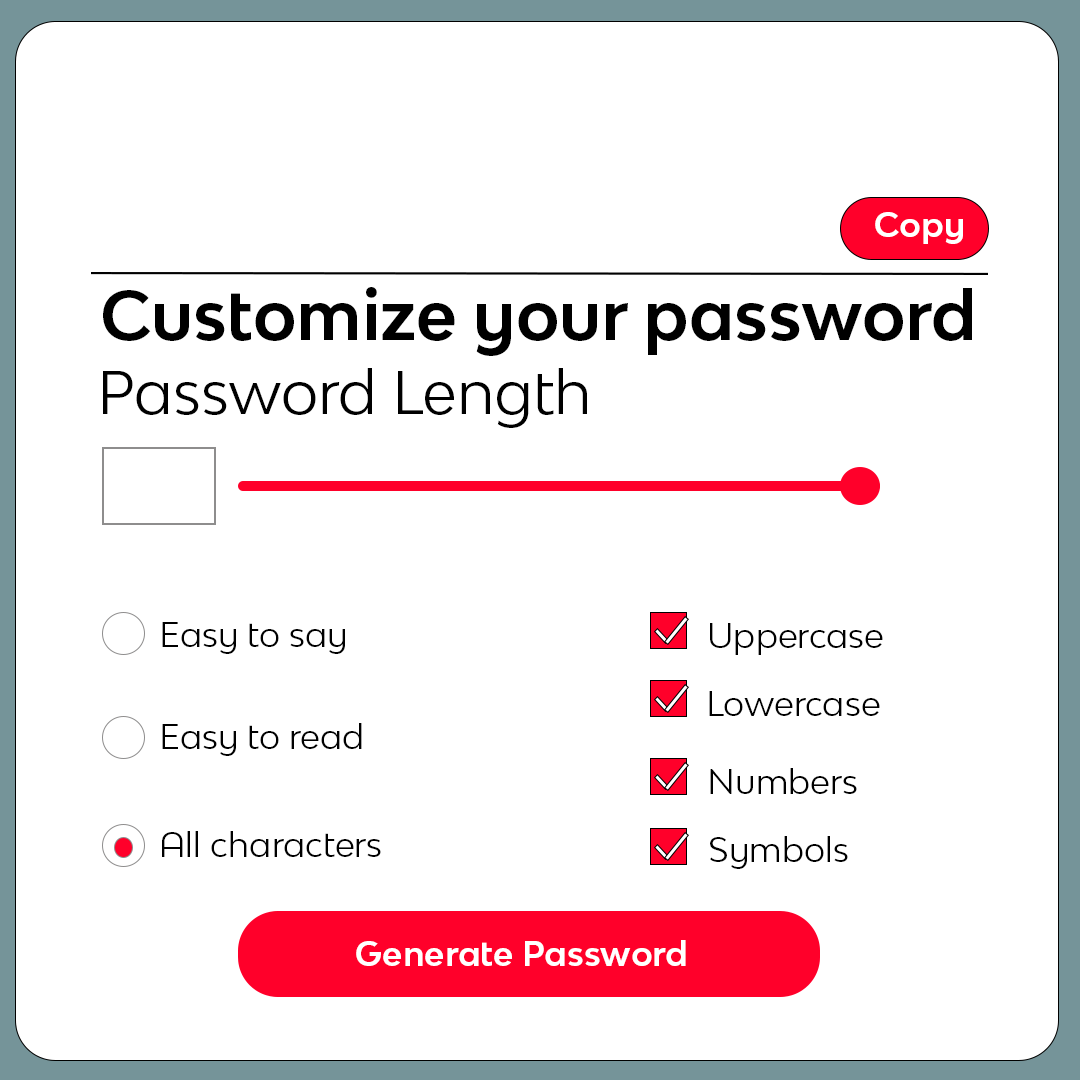 Copy
Customize your password
Password Length
Easy to say
Uppercase
Lowercase
Easy to read
Numbers
All characters
Symbols
Generate Password